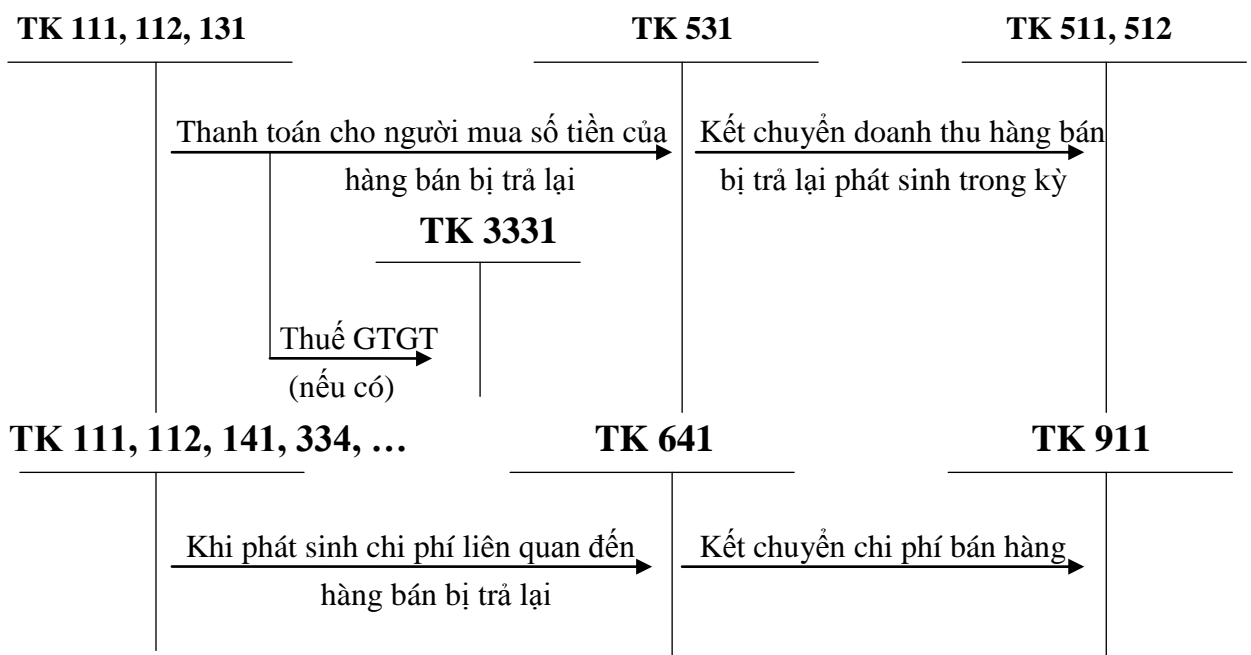 TK 111, 112, 131 TK 531 TK 511, 512
Thanh toán cho người mua số tiền của
hàng bán bị trả lại
Kết chuyển doanh thu hàng bán
bị trả lại phát sinh trong kỳ
TK 3331
Thuế GTGT
(nếu có)
TK 111, 112, 141, 334, … TK 641 TK 911
Khi phát sinh chi phí liên quan đến
hàng bán bị trả lại
Kết chuyển chi phí bán hàng